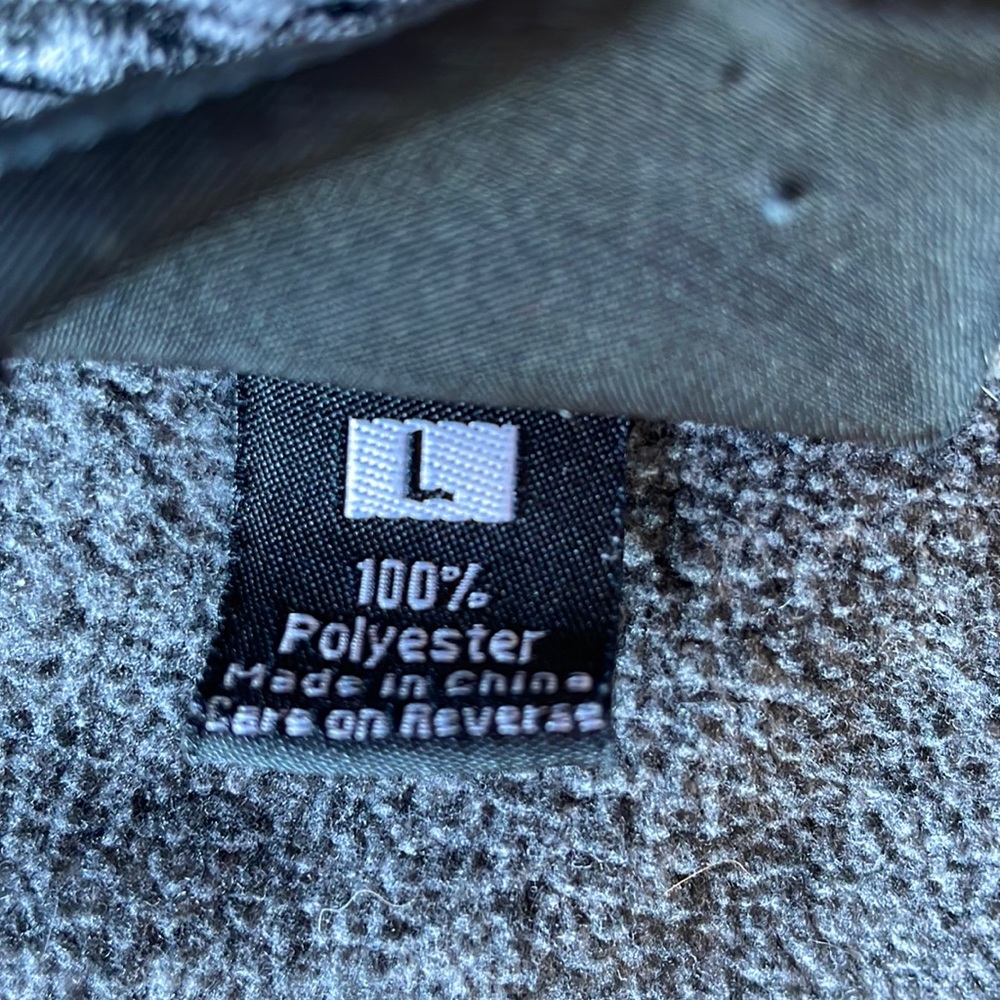 L
100%
Polyester
Made in China
Care on Reverse